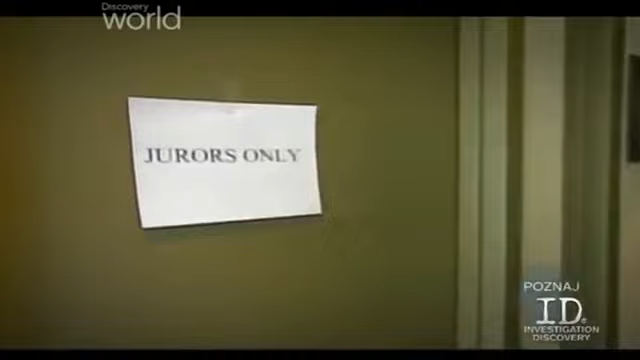 Discovery
world
JURORS ONLY
POZNAJ
ID
INVESTIGATION
DISCOVERY